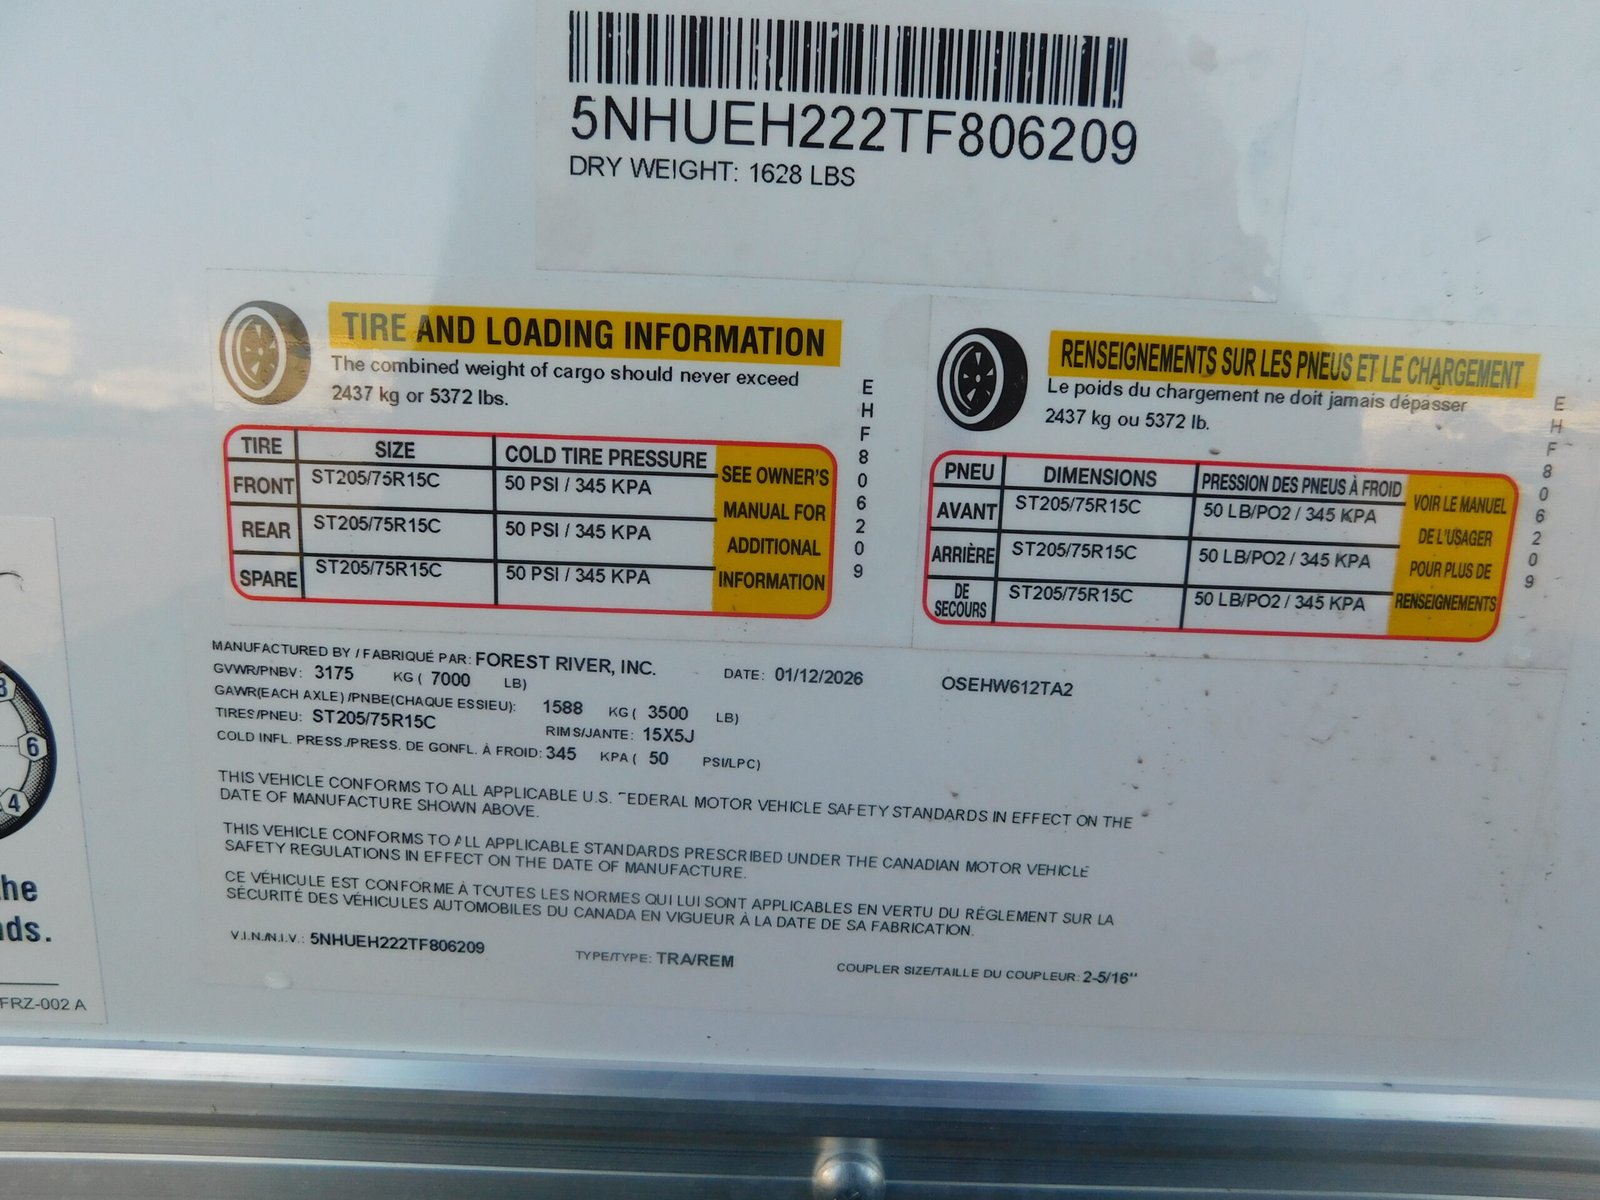 5NHUEH222TF806209
DRY WEIGHT: 1628 LBS
TIRE AND LOADING INFORMATION
The combined weight of cargo should never exceed
2437 kg or 5372 lbs.
TIRE SIZE COLD TIRE PRESSURE
FRONT ST205/75R15C 50 PSI / 345 KPA
REAR ST205/75R15C 50 PSI / 345 KPA
SPARE ST205/75R15C 50 PSI / 345 KPA
SEE OWNER'S
MANUAL FOR
ADDITIONAL
INFORMATION
EHF806209
RENSEIGNEMENTS SUR LES PNEUS ET LE CHARGEMENT
Le poids du chargement ne doit jamais dépasser
2437 kg ou 5372 lb.
PNEU DIMENSIONS PRESSION DES PNEUS À FROID
AVANT ST205/75R15C 50 LB/PO2 / 345 KPA
ARRIÈRE ST205/75R15C 50 LB/PO2 / 345 KPA
DE SECOURS ST205/75R15C 50 LB/PO2 / 345 KPA
VOIR LE MANUEL
DE L'USAGER
POUR PLUS DE
RENSEIGNEMENTS
EHF806209
MANUFACTURED BY / FABRIQUÉ PAR: FOREST RIVER, INC. DATE: 01/12/2026 OSEHW612TA2
GVWR/PNBV: 3175 KG ( 7000 LB)
GAWR(EACH AXLE) /PNBE(CHAQUE ESSIEU): 1588 KG ( 3500 LB)
TIRES/PNEU: ST205/75R15C RIMS/JANTE: 15X5J
COLD INFL. PRESS./PRESS. DE GONFL. À FROID: 345 KPA ( 50 PSI/LPC)
THIS VEHICLE CONFORMS TO ALL APPLICABLE U.S. FEDERAL MOTOR VEHICLE SAFETY STANDARDS IN EFFECT ON THE
DATE OF MANUFACTURE SHOWN ABOVE.
THIS VEHICLE CONFORMS TO ALL APPLICABLE STANDARDS PRESCRIBED UNDER THE CANADIAN MOTOR VEHICLE
SAFETY REGULATIONS IN EFFECT ON THE DATE OF MANUFACTURE.
CE VÉHICULE EST CONFORME À TOUTES LES NORMES QUI LUI SONT APPLICABLES EN VERTU DU RÉGLEMENT SUR LA
SÉCURITÉ DES VÉHICULES AUTOMOBILES DU CANADA EN VIGUEUR À LA DATE DE SA FABRICATION.
V.I.N./N.I.V.: 5NHUEH222TF806209 TYPE/TYPE: TRA/REM COUPLER SIZE/TAILLE DU COUPLEUR: 2-5/16"
8
6
4
he
nds.
FRZ-002 A